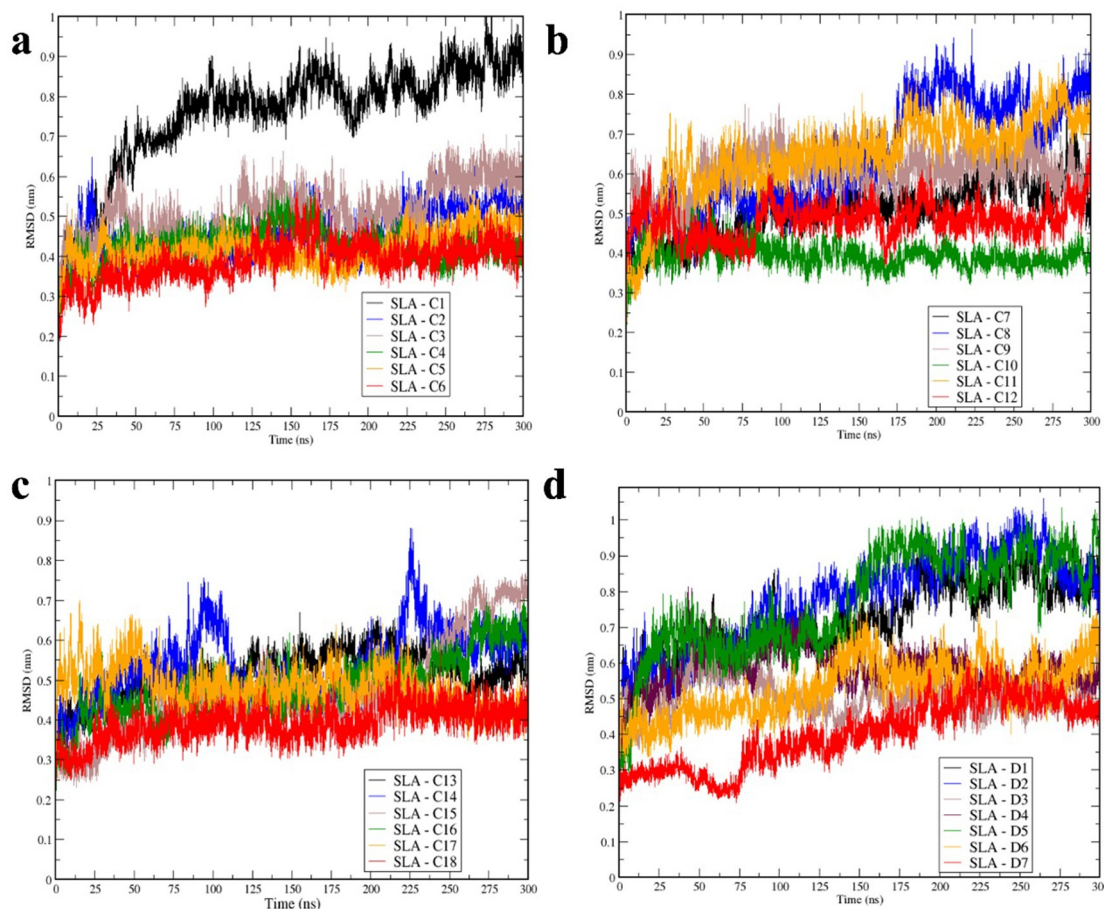 a
1
0.9
0.8
0.7
0.6
0.5
0.4
0.3
0.2
0.1
0
RMSD (nm)
0 25 50 75 100 125 150 175 200 225 250 275 300
Time (ns)
SLA - C1
SLA - C2
SLA - C3
SLA - C4
SLA - C5
SLA - C6
b
1
0.9
0.8
0.7
0.6
0.5
0.4
0.3
0.2
0.1
0
RMSD (nm)
0 25 50 75 100 125 150 175 200 225 250 275 300
Time (ns)
SLA - C7
SLA - C8
SLA - C9
SLA - C10
SLA - C11
SLA - C12
c
1
0.9
0.8
0.7
0.6
0.5
0.4
0.3
0.2
0.1
0
RMSD (nm)
0 25 50 75 100 125 150 175 200 225 250 275 300
Time (ns)
SLA - C13
SLA - C14
SLA - C15
SLA - C16
SLA - C17
SLA - C18
d
1
0.9
0.8
0.7
0.6
0.5
0.4
0.3
0.2
0.1
0
RMSD (nm)
0 25 50 75 100 125 150 175 200 225 250 275 300
Time (ns)
SLA - D1
SLA - D2
SLA - D3
SLA - D4
SLA - D5
SLA - D6
SLA - D7